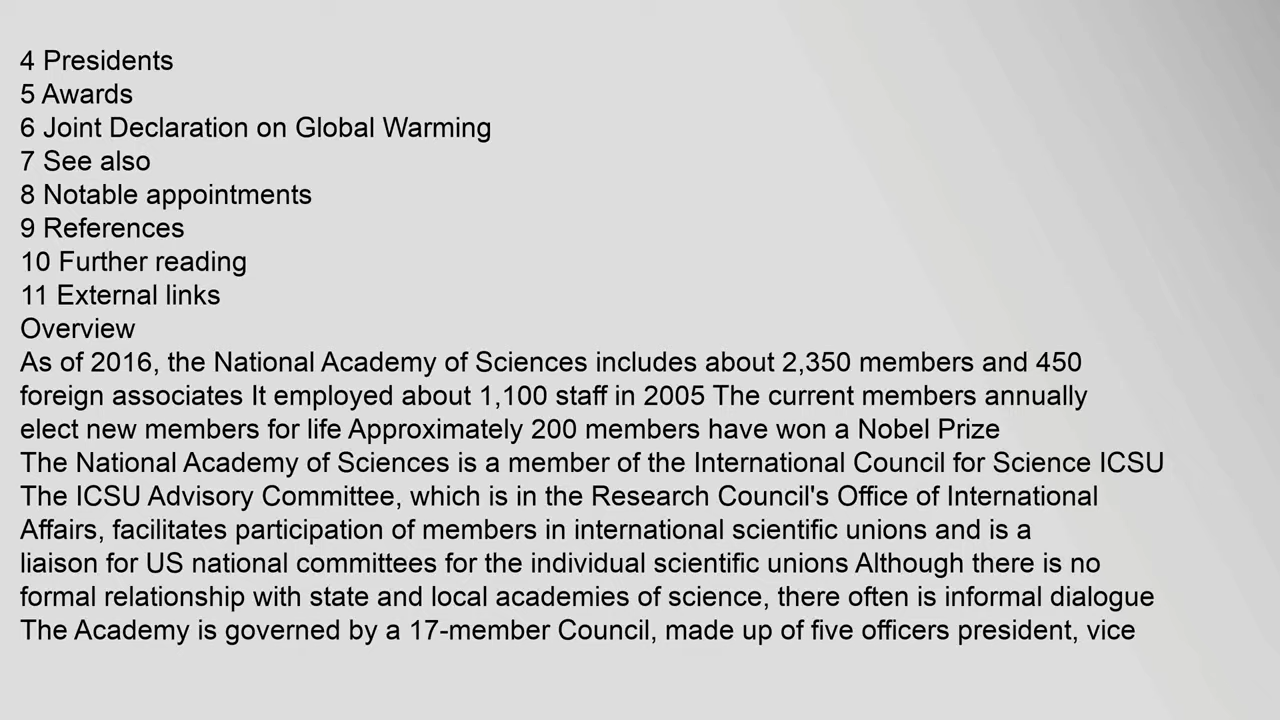 4 Presidents
5 Awards
6 Joint Declaration on Global Warming
7 See also
8 Notable appointments
9 References
10 Further reading
11 External links
Overview
As of 2016, the National Academy of Sciences includes about 2,350 members and 450
foreign associates It employed about 1,100 staff in 2005 The current members annually
elect new members for life Approximately 200 members have won a Nobel Prize
The National Academy of Sciences is a member of the International Council for Science ICSU
The ICSU Advisory Committee, which is in the Research Council's Office of International
Affairs, facilitates participation of members in international scientific unions and is a
liaison for US national committees for the individual scientific unions Although there is no
formal relationship with state and local academies of science, there often is informal dialogue
The Academy is governed by a 17-member Council, made up of five officers president, vice